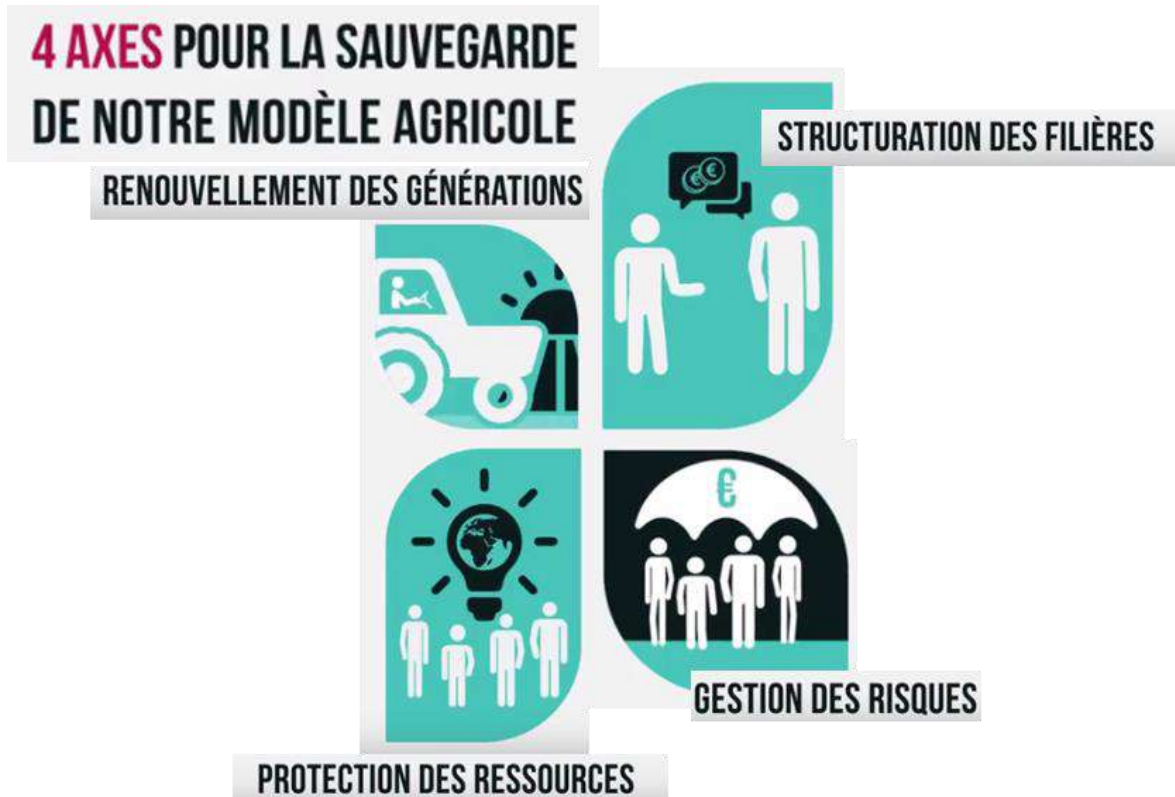 4 AXES POUR LA SAUVEGARDE
DE NOTRE MODÈLE AGRICOLE
RENOUVELLEMENT DES GÉNÉRATIONS
STRUCTURATION DES FILIÈRES
€ €
€
GESTION DES RISQUES
PROTECTION DES RESSOURCES